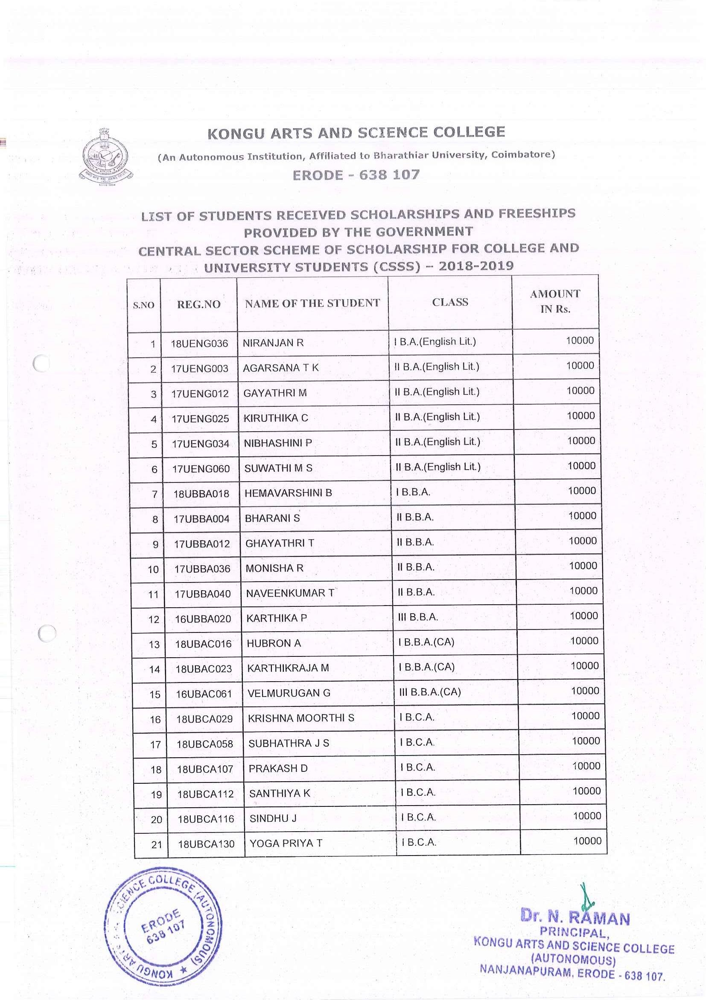 KONGU ARTS AND SCIENCE COLLEGE
(An Autonomous Institution, Affiliated to Bharathiar University, Coimbatore)
ERODE - 638 107
Since 1994
LIST OF STUDENTS RECEIVED SCHOLARSHIPS AND FREESHIPS
PROVIDED BY THE GOVERNMENT
CENTRAL SECTOR SCHEME OF SCHOLARSHIP FOR COLLEGE AND
UNIVERSITY STUDENTS (CSSS) – 2018-2019
S.NO REG.NO NAME OF THE STUDENT CLASS AMOUNT IN Rs.
1 18UENG036 NIRANJAN R I B.A.(English Lit.) 10000
2 17UENG003 AGARSANA T K II B.A.(English Lit.) 10000
3 17UENG012 GAYATHRI M II B.A.(English Lit.) 10000
4 17UENG025 KIRUTHIKA C II B.A.(English Lit.) 10000
5 17UENG034 NIBHASHINI P II B.A.(English Lit.) 10000
6 17UENG060 SUWATHI M S II B.A.(English Lit.) 10000
7 18UBBA018 HEMAVARSHINI B I B.B.A. 10000
8 17UBBA004 BHARANI S II B.B.A. 10000
9 17UBBA012 GHAYATHRI T II B.B.A. 10000
10 17UBBA036 MONISHA R II B.B.A. 10000
11 17UBBA040 NAVEENKUMAR T II B.B.A. 10000
12 16UBBA020 KARTHIKA P III B.B.A. 10000
13 18UBAC016 HUBRON A I B.B.A.(CA) 10000
14 18UBAC023 KARTHIKRAJA M I B.B.A.(CA) 10000
15 16UBAC061 VELMURUGAN G III B.B.A.(CA) 10000
16 18UBCA029 KRISHNA MOORTHI S I B.C.A. 10000
17 18UBCA058 SUBHATHRA J S I B.C.A. 10000
18 18UBCA107 PRAKASH D I B.C.A. 10000
19 18UBCA112 SANTHIYA K I B.C.A. 10000
20 18UBCA116 SINDHU J I B.C.A. 10000
21 18UBCA130 YOGA PRIYA T I B.C.A. 10000
KONGU ARTS SCIENCE COLLEGE (AUTONOMOUS) ★
ERODE
638 107
Dr. N. RAMAN
PRINCIPAL,
KONGU ARTS AND SCIENCE COLLEGE
(AUTONOMOUS)
NANJANAPURAM, ERODE - 638 107.